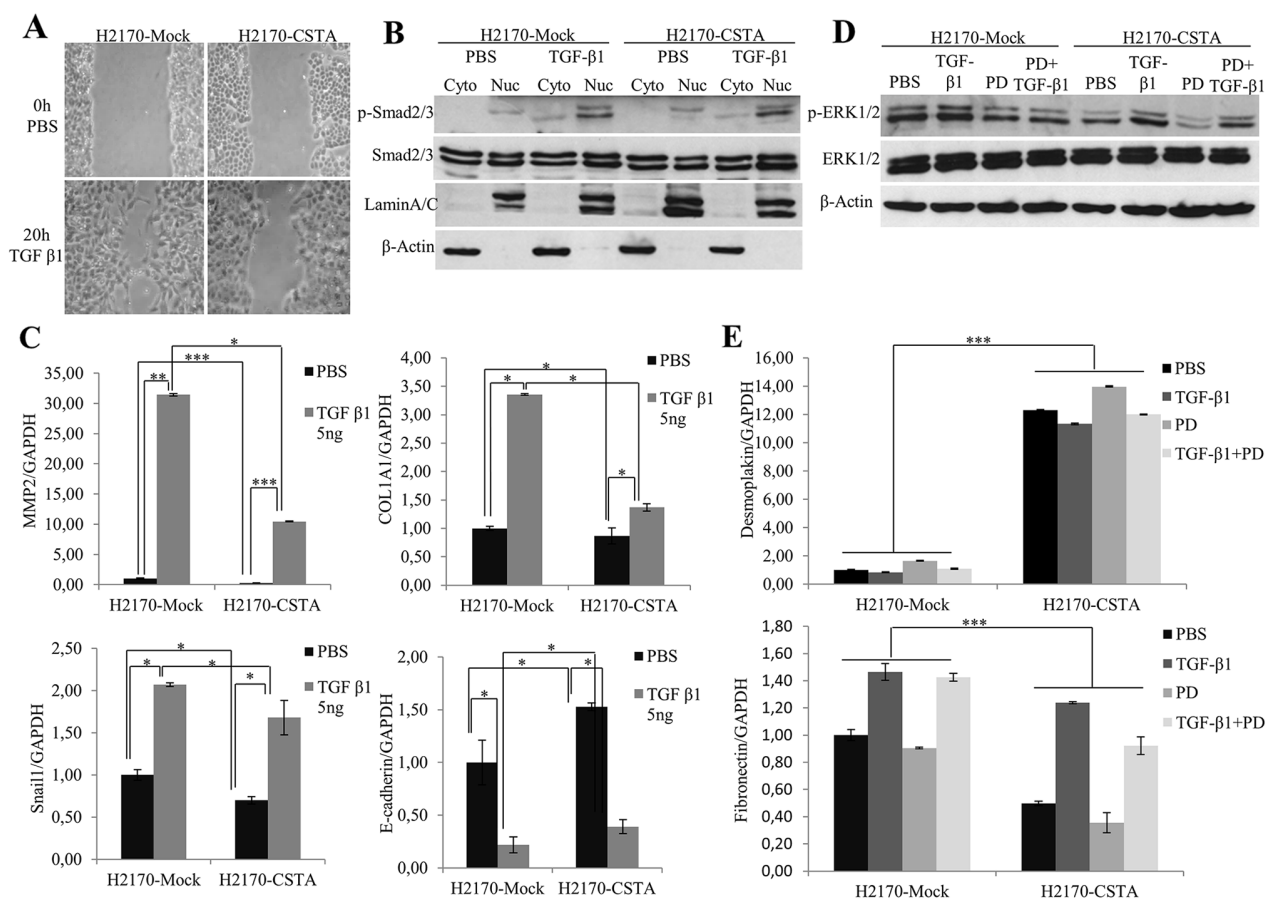 A
H2170-Mock H2170-CSTA
0h
PBS
20h
TGF β1
B
H2170-Mock H2170-CSTA
PBS TGF-β1 PBS TGF-β1
Cyto Nuc Cyto Nuc Cyto Nuc Cyto Nuc
p-Smad2/3
Smad2/3
LaminA/C
β-Actin
D
H2170-Mock H2170-CSTA
PBS TGF-β1 PD PD+TGF-β1 PBS TGF-β1 PD PD+TGF-β1
p-ERK1/2
ERK1/2
β-Actin
C
MMP2/GAPDH
35,00
30,00
25,00
20,00
15,00
10,00
5,00
0,00
*
***
**
***
PBS
TGF β1
5ng
H2170-Mock H2170-CSTA
COL1A1/GAPDH
4,00
3,50
3,00
2,50
2,00
1,50
1,00
0,50
0,00
*
* *
*
PBS
TGF β1
5ng
H2170-Mock H2170-CSTA
Snail1/GAPDH
2,50
2,00
1,50
1,00
0,50
0,00
*
* *
*
PBS
TGF β1
5ng
H2170-Mock H2170-CSTA
E-cadherin/GAPDH
2,00
1,50
1,00
0,50
0,00
*
* *
*
PBS
TGF β1
5ng
H2170-Mock H2170-CSTA
E
Desmoplakin/GAPDH
16,00
14,00
12,00
10,00
8,00
6,00
4,00
2,00
0,00
***
PBS
TGF-β1
PD
TGF-β1+PD
H2170-Mock H2170-CSTA
Fibronectin/GAPDH
1,80
1,60
1,40
1,20
1,00
0,80
0,60
0,40
0,20
0,00
***
PBS
TGF-β1
PD
TGF-β1+PD
H2170-Mock H2170-CSTA